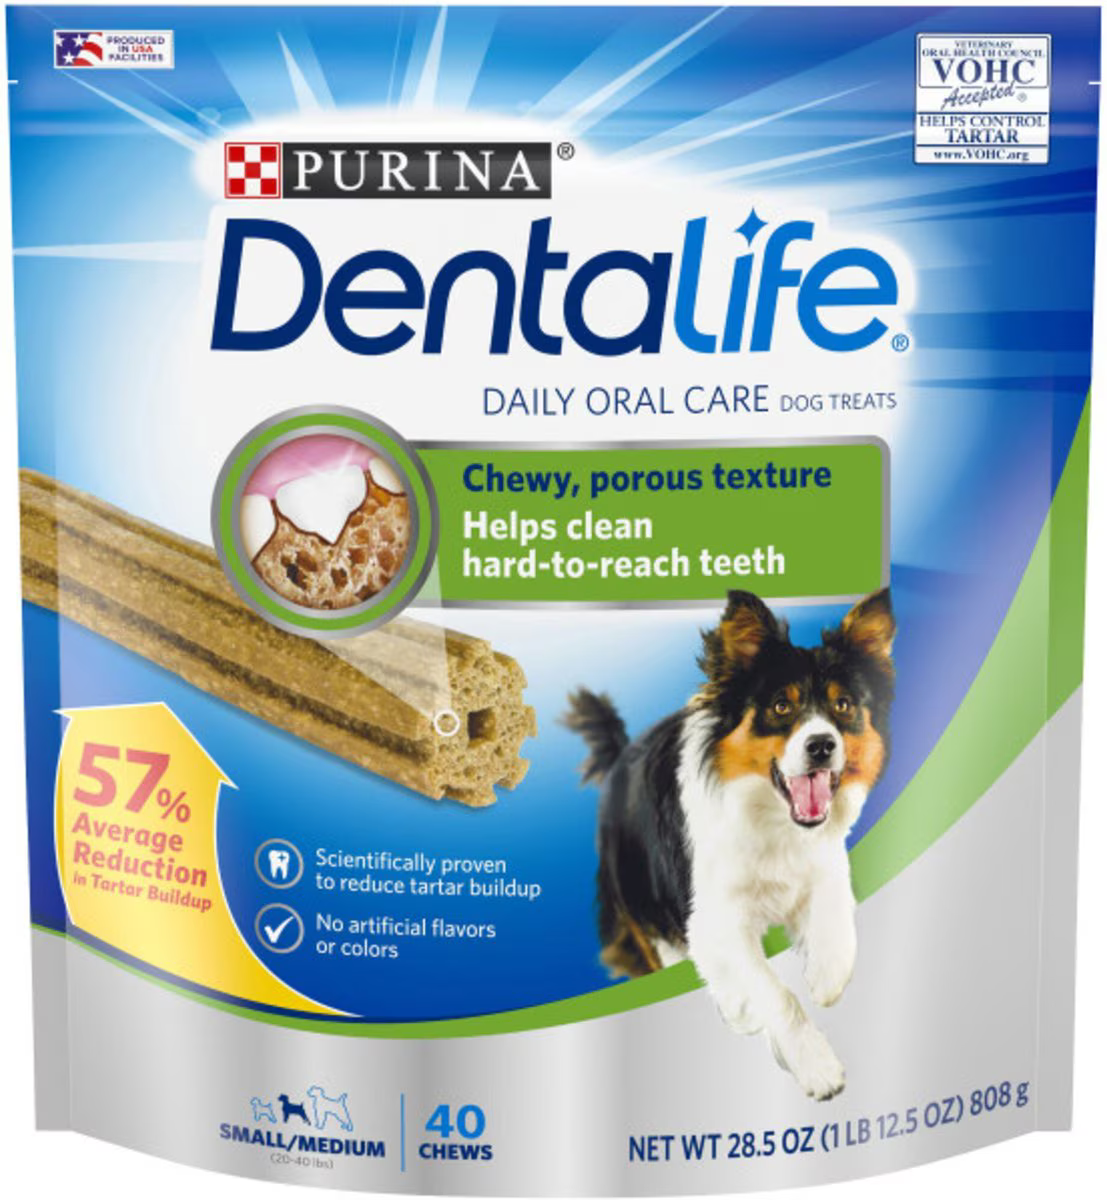 PRODUCED
IN USA
FACILITIES
VETERINARY
ORAL HEALTH COUNCIL
VOHC
Accepted®
HELPS CONTROL
TARTAR
www.VOHC.org
PURINA®
DentaLife®
DAILY ORAL CARE DOG TREATS
Chewy, porous texture
Helps clean
hard-to-reach teeth
57%
Average
Reduction
in Tartar Buildup
Scientifically proven
to reduce tartar buildup
No artificial flavors
or colors
SMALL/MEDIUM
(20-40 lbs)
40
CHEWS
NET WT 28.5 OZ (1 LB 12.5 OZ) 808 g